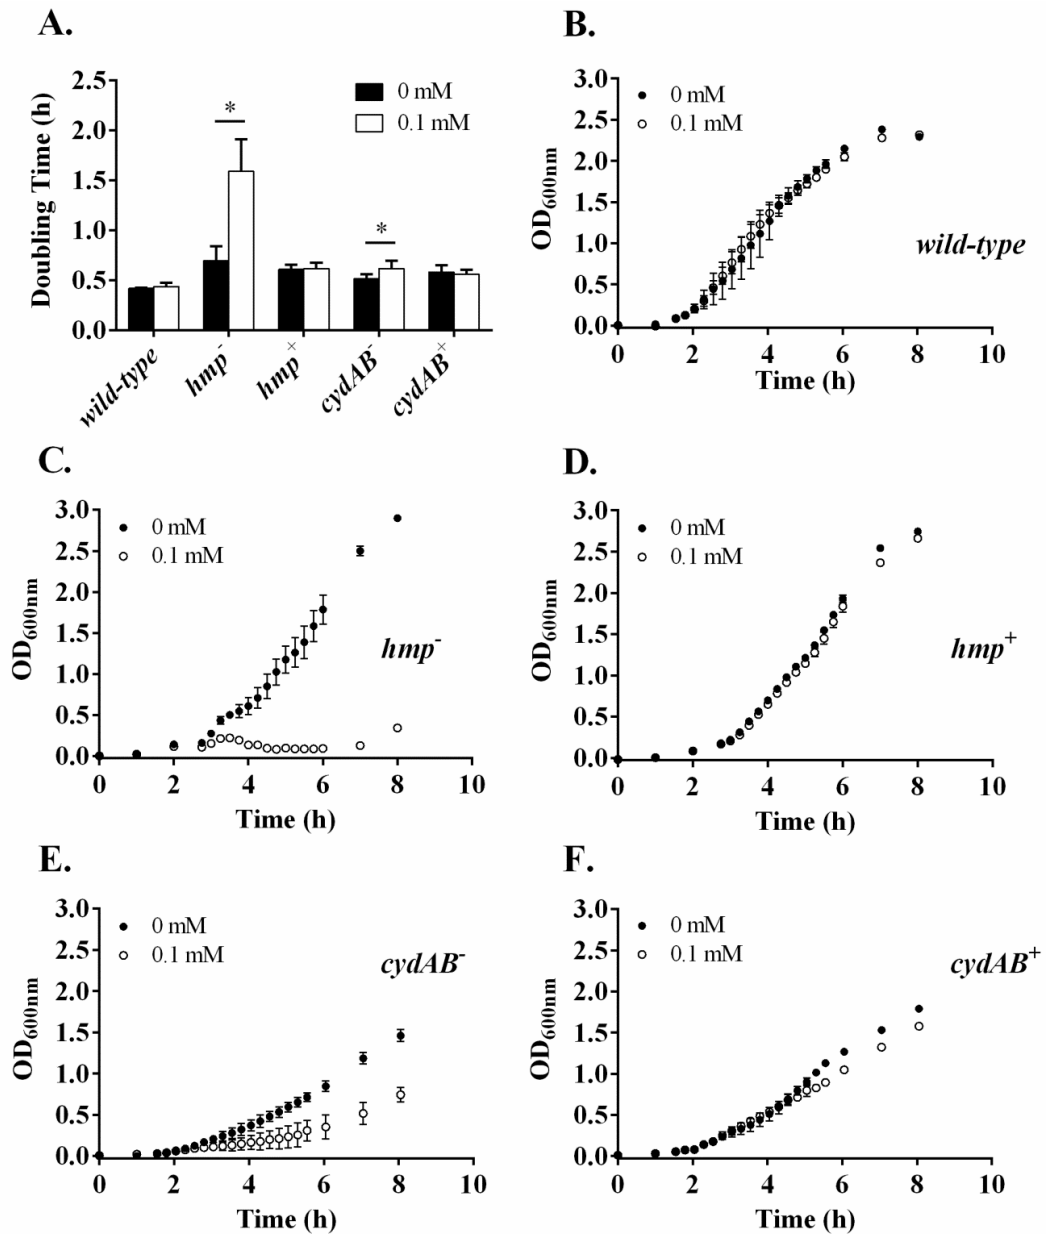 A.
Doubling Time (h)
2.5
2.0
1.5
1.0
0.5
0.0
0 mM
0.1 mM
*
*
wild-type
hmp-
hmp+
cydAB-
cydAB+
B.
OD600nm
3.0
2.5
2.0
1.5
1.0
0.5
0.0
0 mM
0.1 mM
wild-type
0 2 4 6 8 10
Time (h)
C.
OD600nm
3.0
2.5
2.0
1.5
1.0
0.5
0.0
0 mM
0.1 mM
hmp-
0 2 4 6 8 10
Time (h)
D.
OD600nm
3.0
2.5
2.0
1.5
1.0
0.5
0.0
0 mM
0.1 mM
hmp+
0 2 4 6 8 10
Time (h)
E.
OD600nm
3.0
2.5
2.0
1.5
1.0
0.5
0.0
0 mM
0.1 mM
cydAB-
0 2 4 6 8 10
Time (h)
F.
OD600nm
3.0
2.5
2.0
1.5
1.0
0.5
0.0
0 mM
0.1 mM
cydAB+
0 2 4 6 8 10
Time (h)